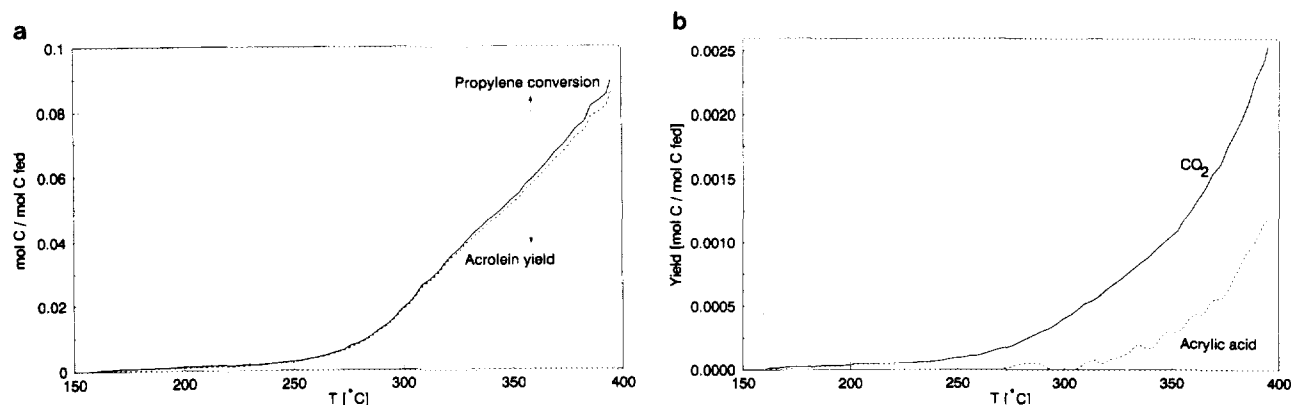 a
0.1
0.08
0.06
0.04
0.02
0
mol C / mol C fed
Propylene conversion
Acrolein yield
150 200 250 300 350 400
T [°C]
b
0.0025
0.0020
0.0015
0.0010
0.0005
0.0000
Yield [mol C / mol C fed]
CO2
Acrylic acid
150 200 250 300 350 400
T [°C]